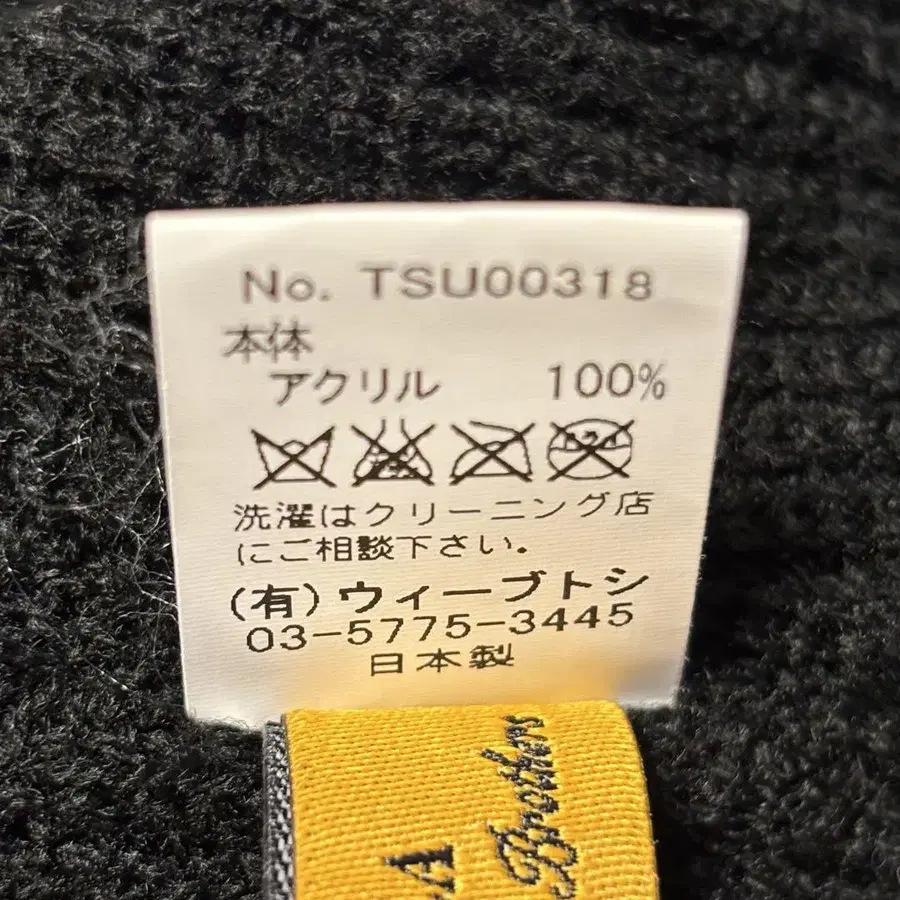 No. TSU00318
本体
アクリル 100%
洗濯はクリーニング店
にご相談下さい。
(有)ウィーブトシ
03-5775-3445
日本製
Brothers